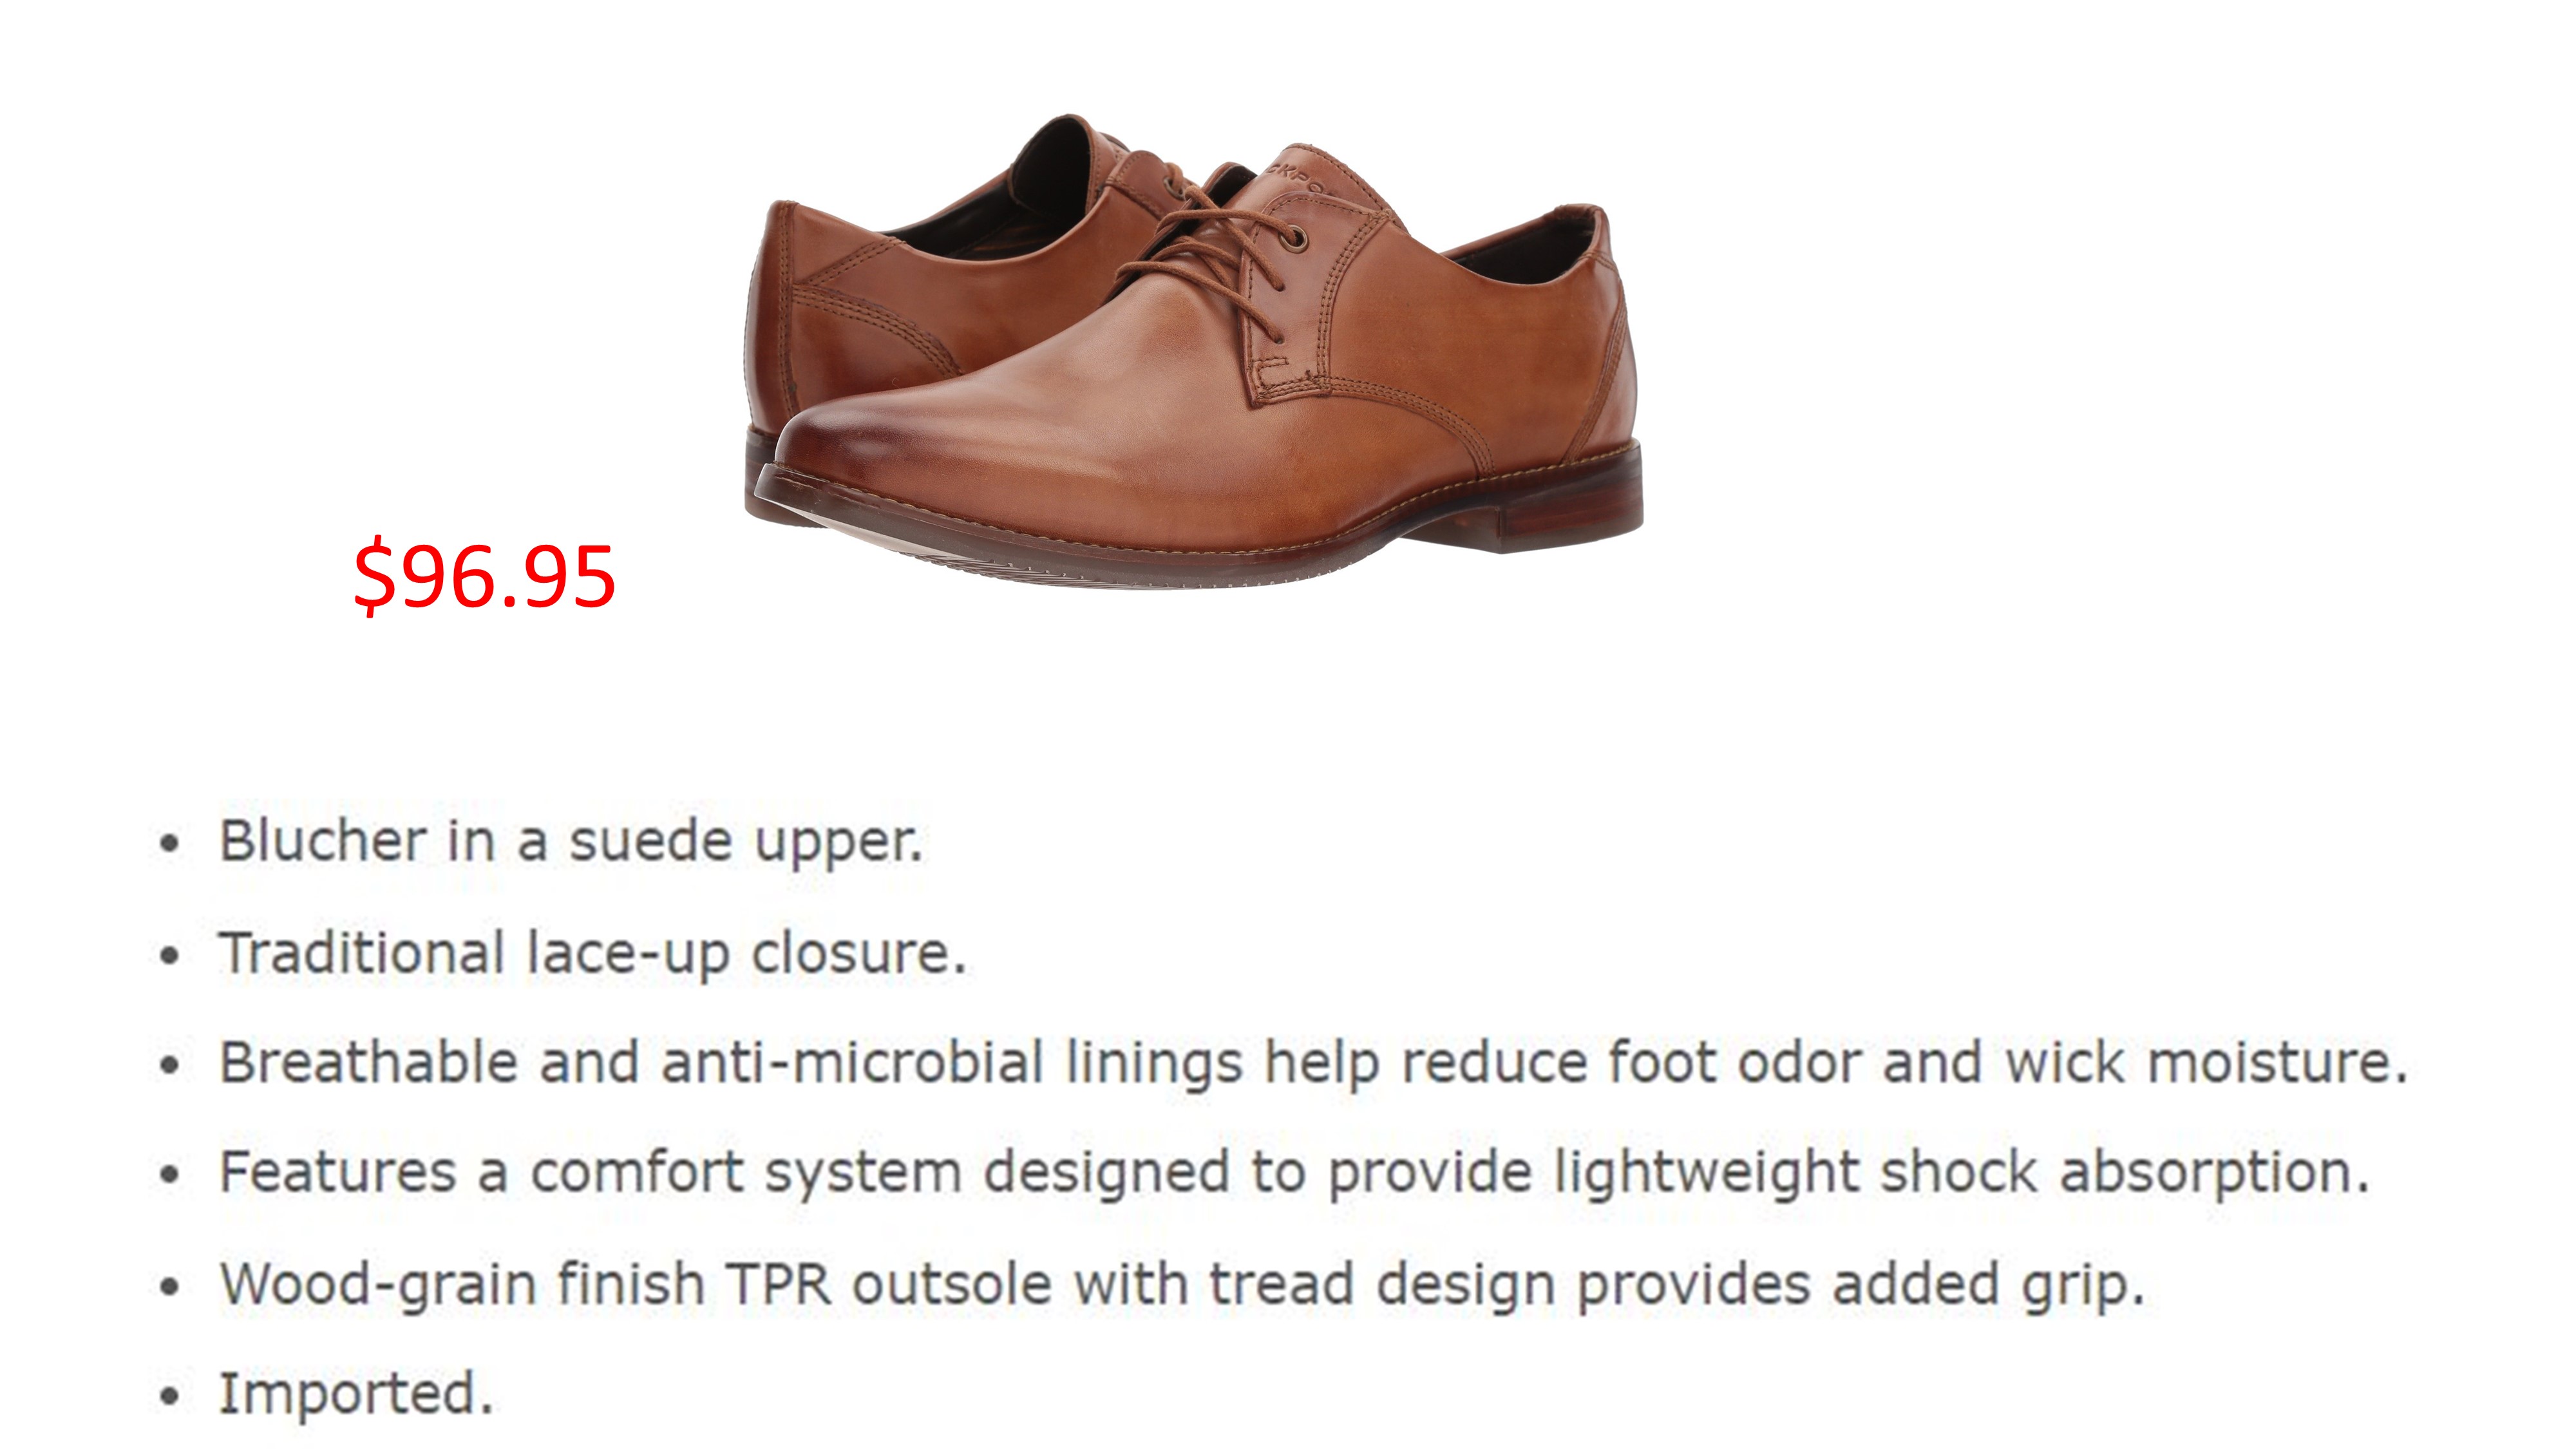 $96.95
• Blucher in a suede upper.
• Traditional lace-up closure.
• Breathable and anti-microbial linings help reduce foot odor and wick moisture.
• Features a comfort system designed to provide lightweight shock absorption.
• Wood-grain finish TPR outsole with tread design provides added grip.
• Imported.